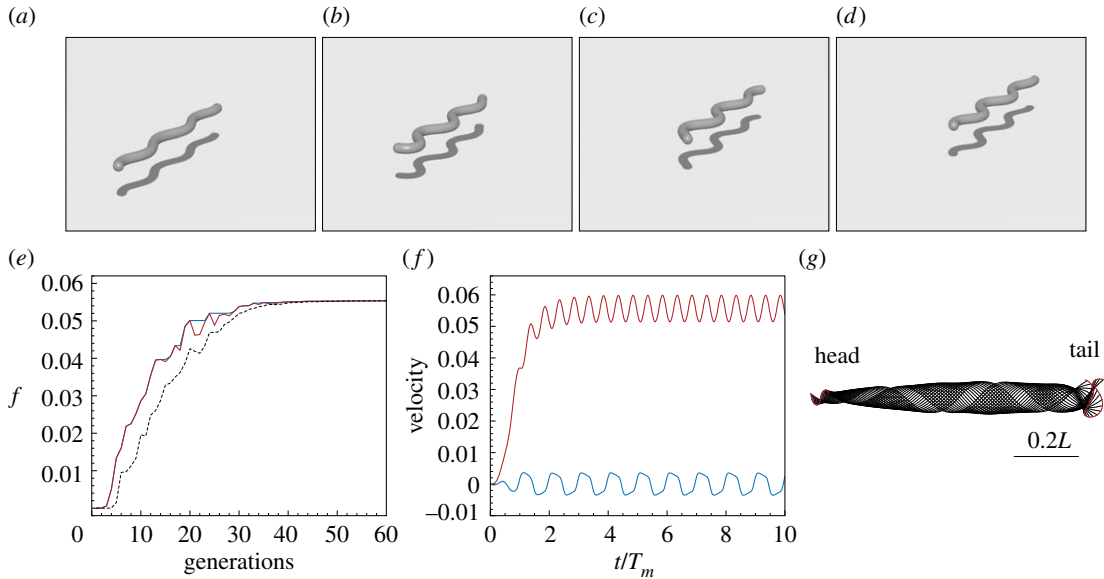 (a)
(b)
(c)
(d)
(e)
0.06
0.05
0.04
f
0.03
0.02
0.01
0
10
20
30
40
50
60
generations
(f)
0.06
0.05
0.04
0.03
velocity
0.02
0.01
0
–0.01
0
2
4
6
8
10
t/Tm
(g)
head
tail
0.2L